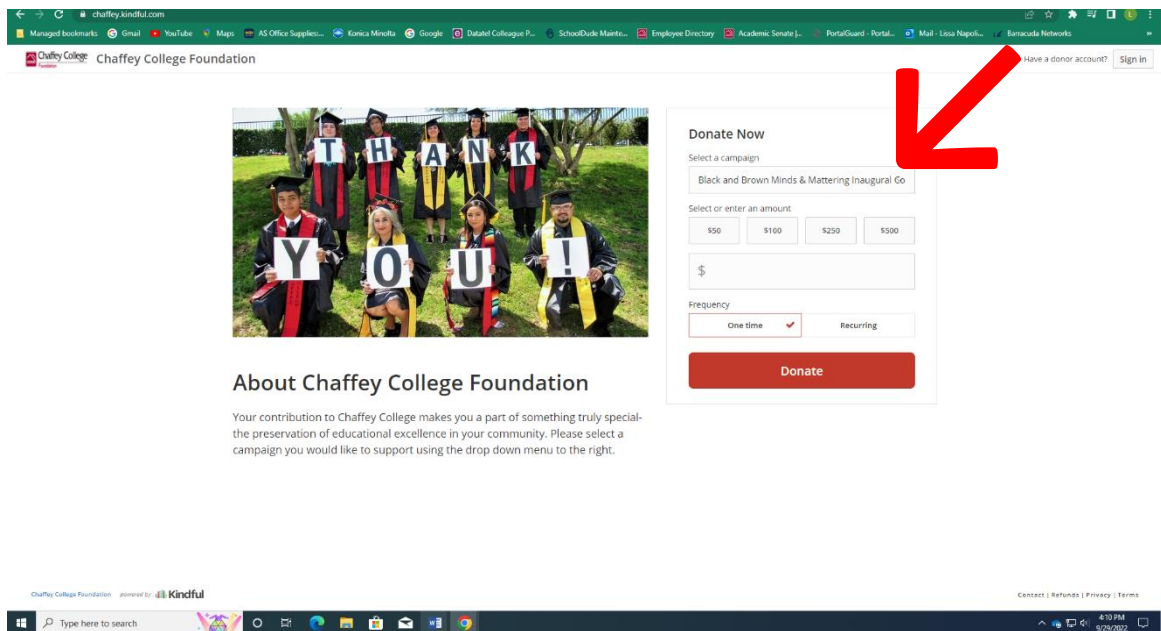 chaffey.kindful.com
Managed bookmarks Gmail YouTube Maps AS Office Supplies:... Konica Minolta Google Datatel Colleague P... SchoolDude Mainte... Employee Directory Academic Senate |... PortalGuard - Portal... Mail - Lissa Napoli... Barracuda Networks »
Chaffey College Foundation Chaffey College Foundation
Have a donor account? Sign in
T H A N K
Y O U !
Donate Now
Select a campaign
Black and Brown Minds & Mattering Inaugural Go
Select or enter an amount
$50 $100 $250 $500
$
Frequency
One time Recurring
Donate
About Chaffey College Foundation
Your contribution to Chaffey College makes you a part of something truly special-
the preservation of educational excellence in your community. Please select a
campaign you would like to support using the drop down menu to the right.
Chaffey College Foundation powered by Kindful
Contact | Refunds | Privacy | Terms
Type here to search
4:10 PM
9/29/2022